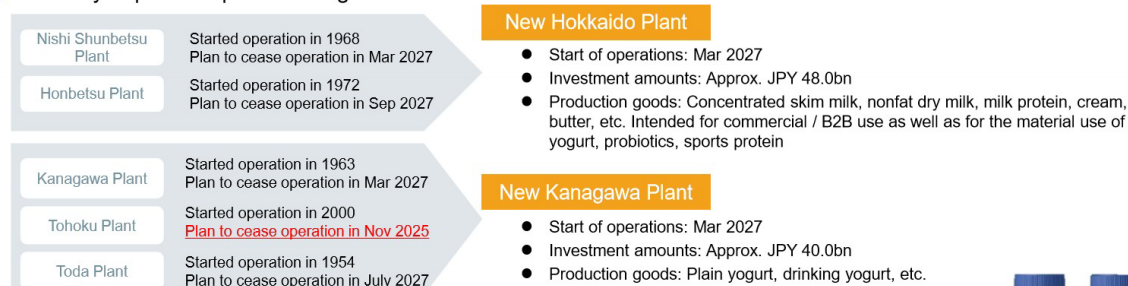 Nishi Shunbetsu
Plant
Started operation in 1968
Plan to cease operation in Mar 2027
Honbetsu Plant
Started operation in 1972
Plan to cease operation in Sep 2027
New Hokkaido Plant
● Start of operations: Mar 2027
● Investment amounts: Approx. JPY 48.0bn
● Production goods: Concentrated skim milk, nonfat dry milk, milk protein, cream,
butter, etc. Intended for commercial / B2B use as well as for the material use of
yogurt, probiotics, sports protein
Kanagawa Plant
Started operation in 1963
Plan to cease operation in Mar 2027
Tohoku Plant
Started operation in 2000
Plan to cease operation in Nov 2025
Toda Plant
Started operation in 1954
Plan to cease operation in July 2027
New Kanagawa Plant
● Start of operations: Mar 2027
● Investment amounts: Approx. JPY 40.0bn
● Production goods: Plain yogurt, drinking yogurt, etc.